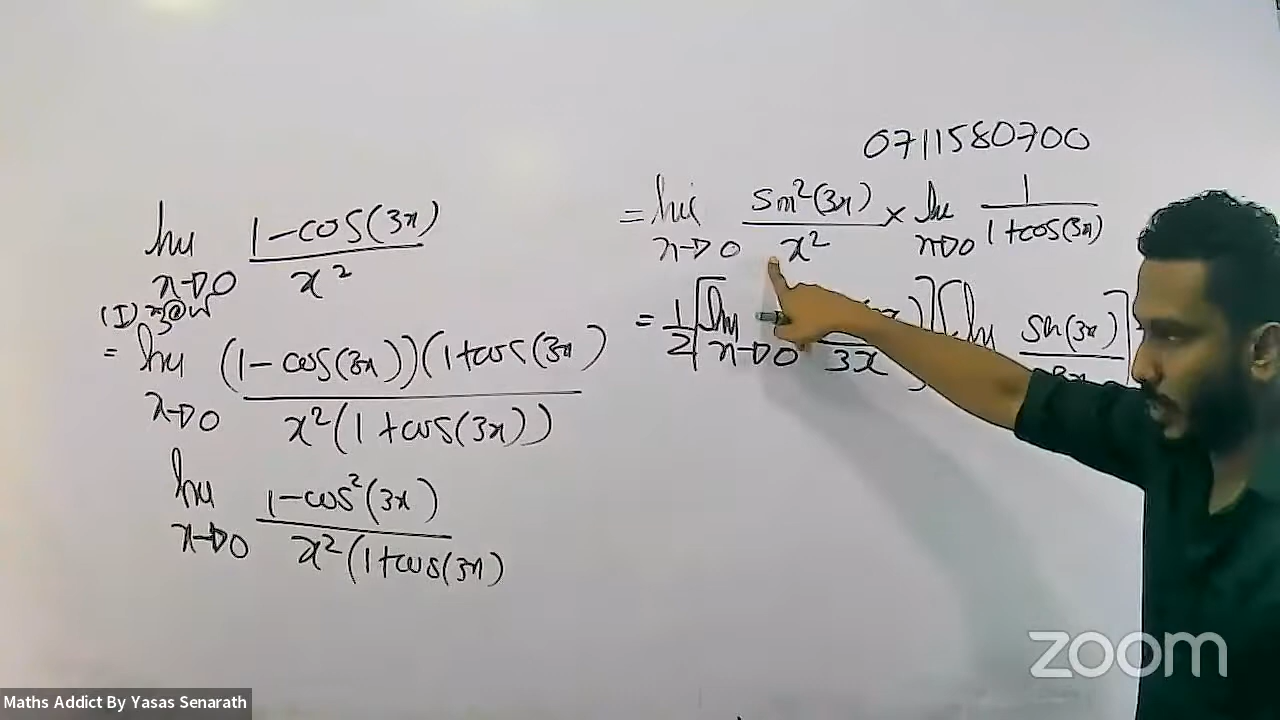 lim 1-cos(3x)
x→0 x²
(I)
= lim (1-cos(3x))(1+cos(3x)
x→0 x²(1+cos(3x))
lim 1-cos²(3x)
x→0 x²(1+cos(3x)
0711580700
= lim sin²(3x) × lim 1
x→0 x² x→0 1+cos(3x)
= 1 [lim ] [lim sin(3x)]
2 x→0 3x
zoom
Maths Addict By Yasas Senarath